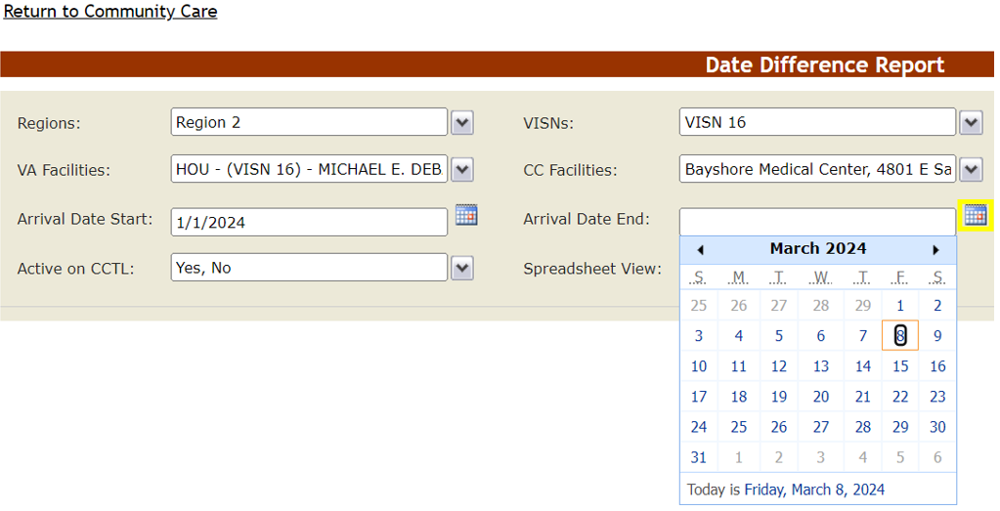 Return to Community Care
Date Difference Report
Regions: Region 2 VISNs: VISN 16
VA Facilities: HOU - (VISN 16) - MICHAEL E. DEB CC Facilities: Bayshore Medical Center, 4801 E Sa
Arrival Date Start: 1/1/2024 Arrival Date End:
Active on CCTL: Yes, No Spreadsheet View:
March 2024
S M T W T F S
25 26 27 28 29 1 2
3 4 5 6 7 8 9
10 11 12 13 14 15 16
17 18 19 20 21 22 23
24 25 26 27 28 29 30
31 1 2 3 4 5 6
Today is Friday, March 8, 2024